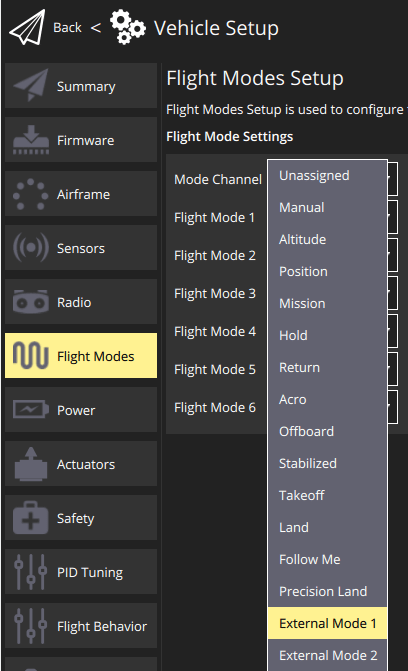 Back < Vehicle Setup
Summary
Firmware
Airframe
Sensors
Radio
Flight Modes
Power
Actuators
Safety
PID Tuning
Flight Behavior
Flight Modes Setup
Flight Modes Setup is used to configure
Flight Mode Settings
Mode Channel
Flight Mode 1
Flight Mode 2
Flight Mode 3
Flight Mode 4
Flight Mode 5
Flight Mode 6
Unassigned
Manual
Altitude
Position
Mission
Hold
Return
Acro
Offboard
Stabilized
Takeoff
Land
Follow Me
Precision Land
External Mode 1
External Mode 2